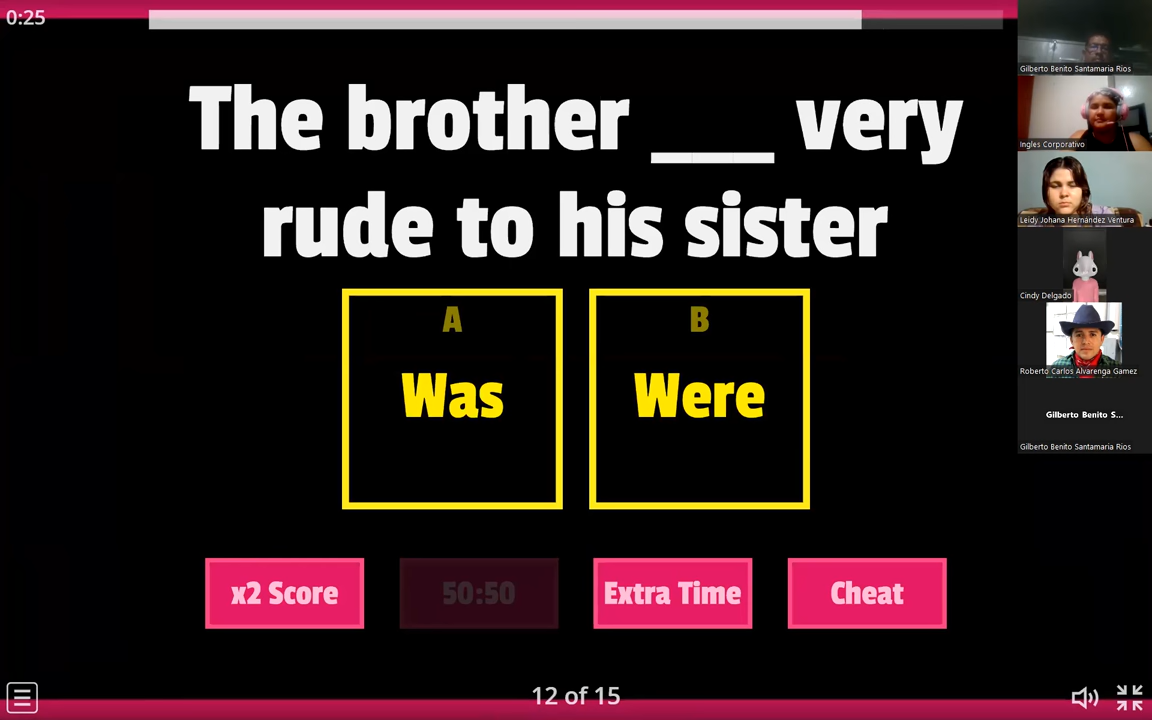 0:25
The brother ___ very
rude to his sister
A
Was
B
Were
x2 Score
50:50
Extra Time
Cheat
12 of 15
Gilberto Benito Santamaria Rios
Ingles Corporativo
Leidy Johana Hernández Ventura
Cindy Delgado
Roberto Carlos Alvarenga Gamez
Gilberto Benito S...
Gilberto Benito Santamaria Rios